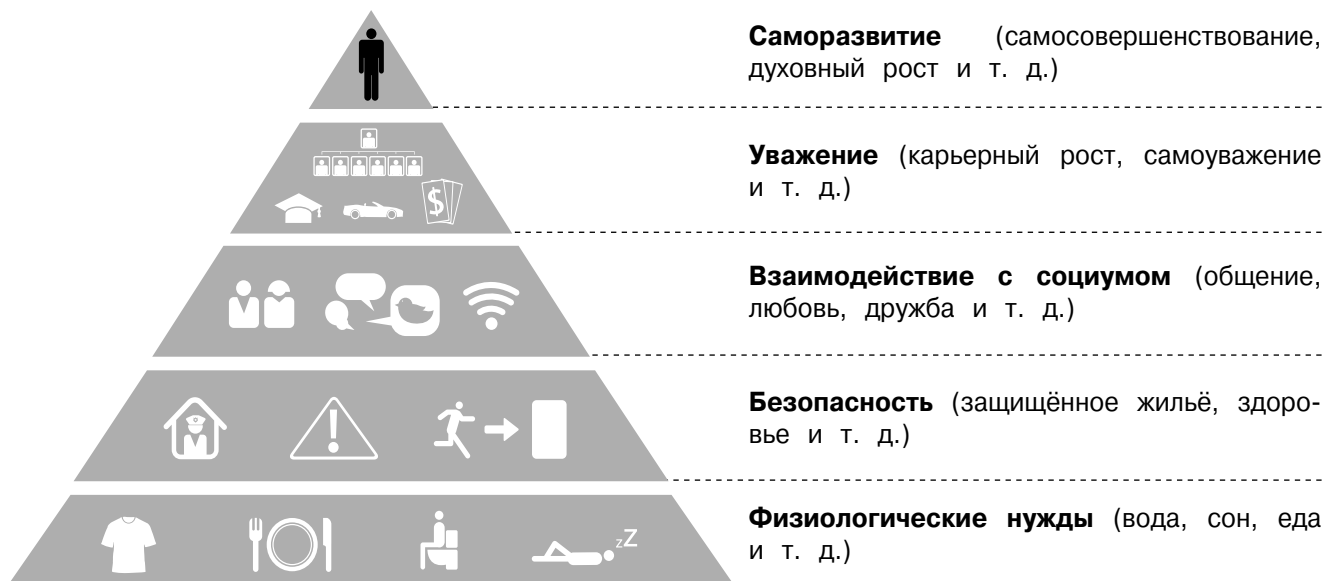 Саморазвитие (самосовершенствование,
духовный рост и т. д.)
Уважение (карьерный рост, самоуважение
и т. д.)
$
Взаимодействие с социумом (общение,
любовь, дружба и т. д.)
Безопасность (защищённое жильё, здоро-
вье и т. д.)
Физиологические нужды (вода, сон, еда
и т. д.)
zZ